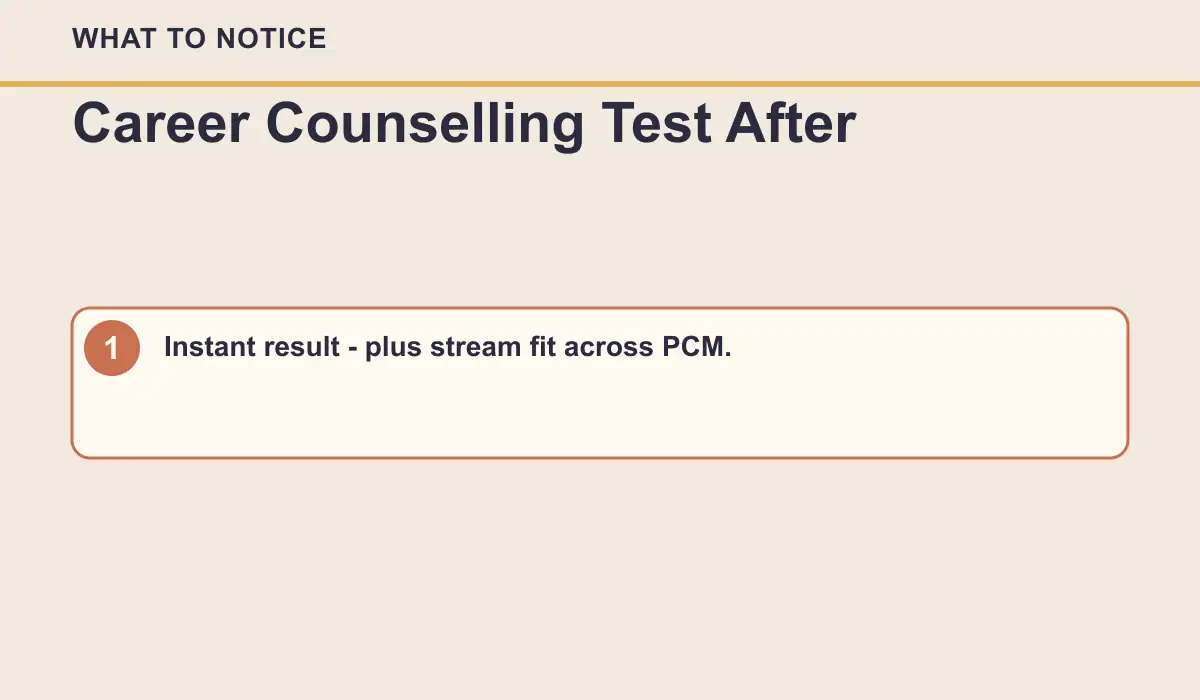 WHAT TO NOTICE
Career Counselling Test After
1
Instant result - plus stream fit across PCM.